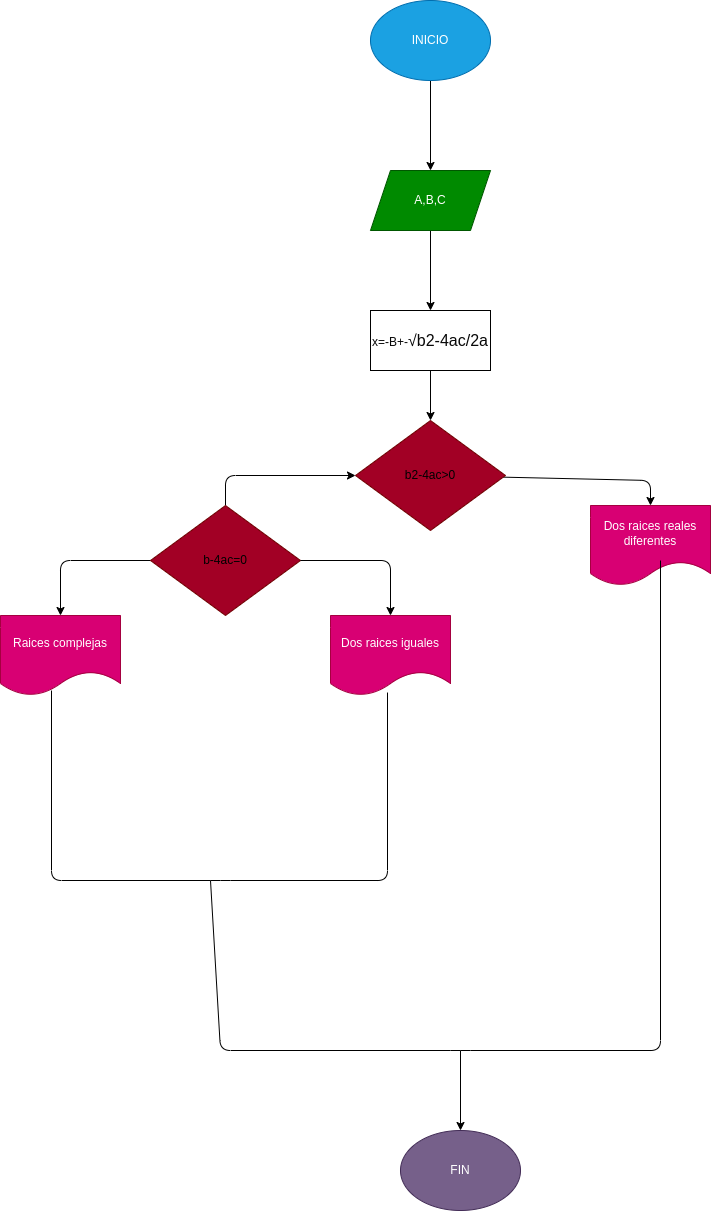 INICIO
A,B,C
x=-B+-√b2-4ac/2a
b2-4ac>0
Dos raices reales
diferentes
b-4ac=0
Raices complejas
Dos raices iguales
FIN